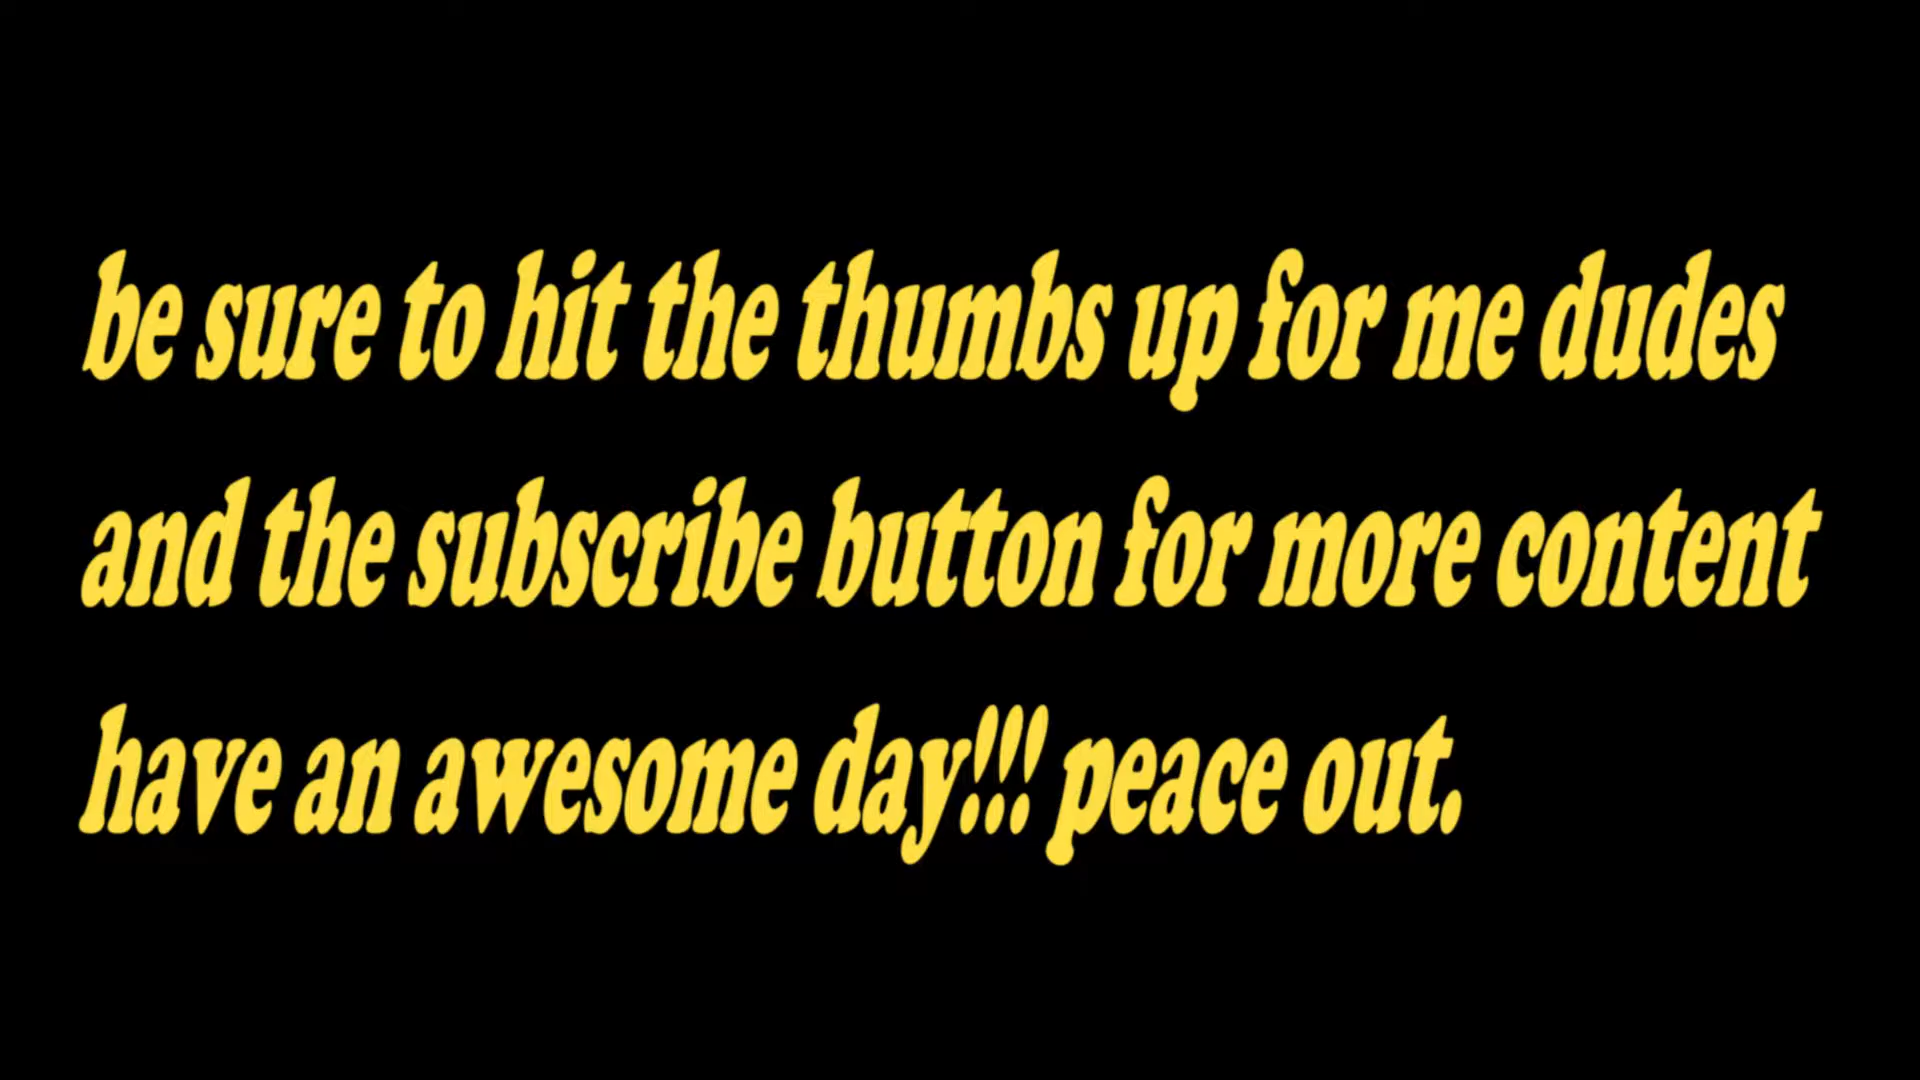 be sure to hit the thumbs up for me dudes
and the subscribe button for more content
have an awesome day!!! peace out.